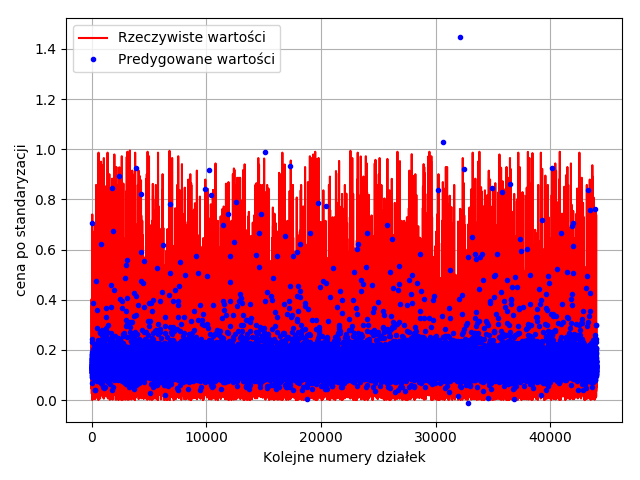 Rzeczywiste wartości
Predygowane wartości
cena po standaryzacji
1.4
1.2
1.0
0.8
0.6
0.4
0.2
0.0
0 10000 20000 30000 40000
Kolejne numery działek